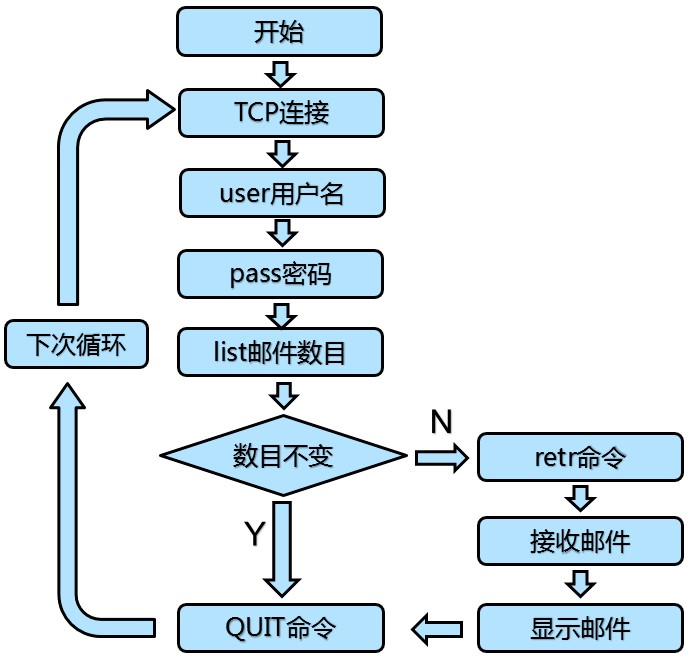 开始
TCP连接
user用户名
pass密码
下次循环
list邮件数目
数目不变
N
retr命令
Y
接收邮件
QUIT命令
显示邮件